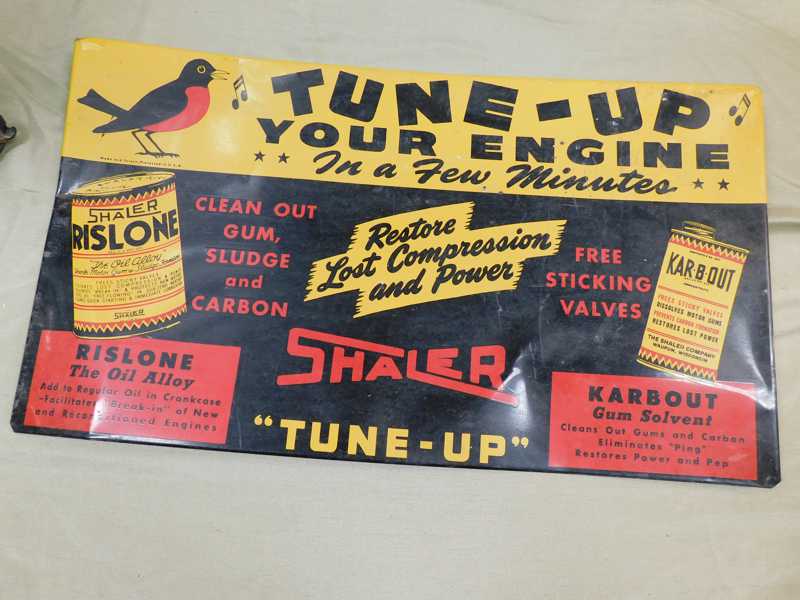 TUNE-UP
YOUR ENGINE
In a Few Minutes
SHALER
RISLONE
"The Oil Alloy"
SHALER
CLEAN OUT
GUM,
SLUDGE
and
CARBON
Restore
Lost Compression
and Power
FREE
STICKING
VALVES
KAR-B-OUT
FREES STICKY VALVES
DISSOLVES MOTOR GUMS
PREVENTS CARBON FORMATION
RESTORES LOST POWER
THE SHALER COMPANY
WAUPUN, WISCONSIN
RISLONE
The Oil Alloy
Add to Regular Oil in Crankcase
-Facilitates "Break-in" of New
and Reconditioned Engines
SHALER
"TUNE-UP"
KARBOUT
Gum Solvent
Cleans Out Gums and Carbon
Eliminates "Ping"
Restores Power and Pep